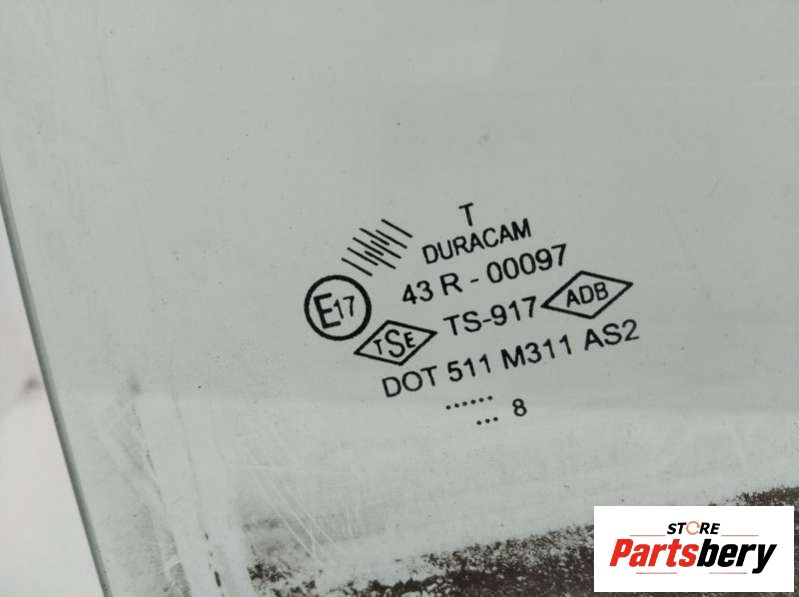 T
DURACAM
43 R - 00097
E17
TSE TS-917 ADB
DOT 511 M311 AS2
......
... 8
STORE
Partsbery